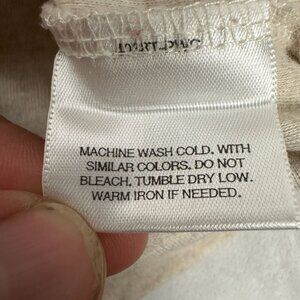 MACHINE WASH COLD. WITH
SIMILAR COLORS. DO NOT
BLEACH. TUMBLE DRY LOW.
WARM IRON IF NEEDED.